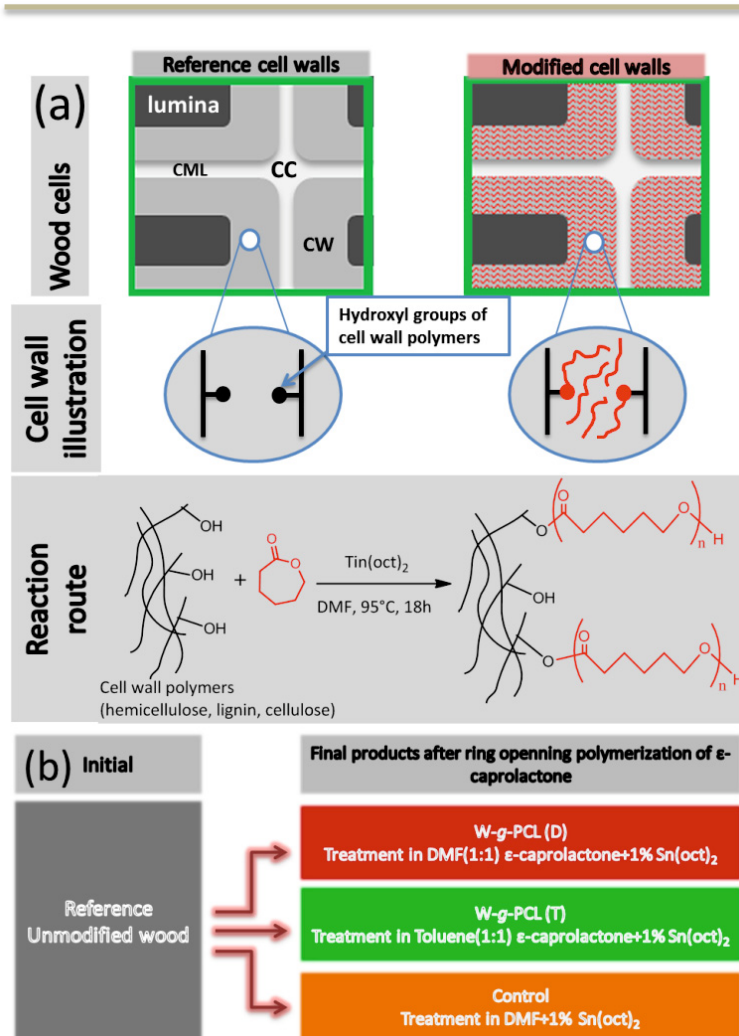 Reference cell walls
Modified cell walls
(a)
Wood cells
lumina
CML
CC
CW
Hydroxyl groups of
cell wall polymers
Cell wall
illustration
Reaction
route
OH
OH
OH
+
O
O
Tin(oct)₂
DMF, 95°C, 18h
Cell wall polymers
(hemicellulose, lignin, cellulose)
O
O
O
n
H
OH
O
O
O
n
H
(b) Initial
Final products after ring openning polymerization of ε-
caprolactone
Reference
Unmodified wood
W-g-PCL (D)
Treatment in DMF(1:1) ε-caprolactone+1% Sn(oct)₂
W-g-PCL (T)
Treatment in Toluene(1:1) ε-caprolactone+1% Sn(oct)₂
Control
Treatment in DMF+1% Sn(oct)₂